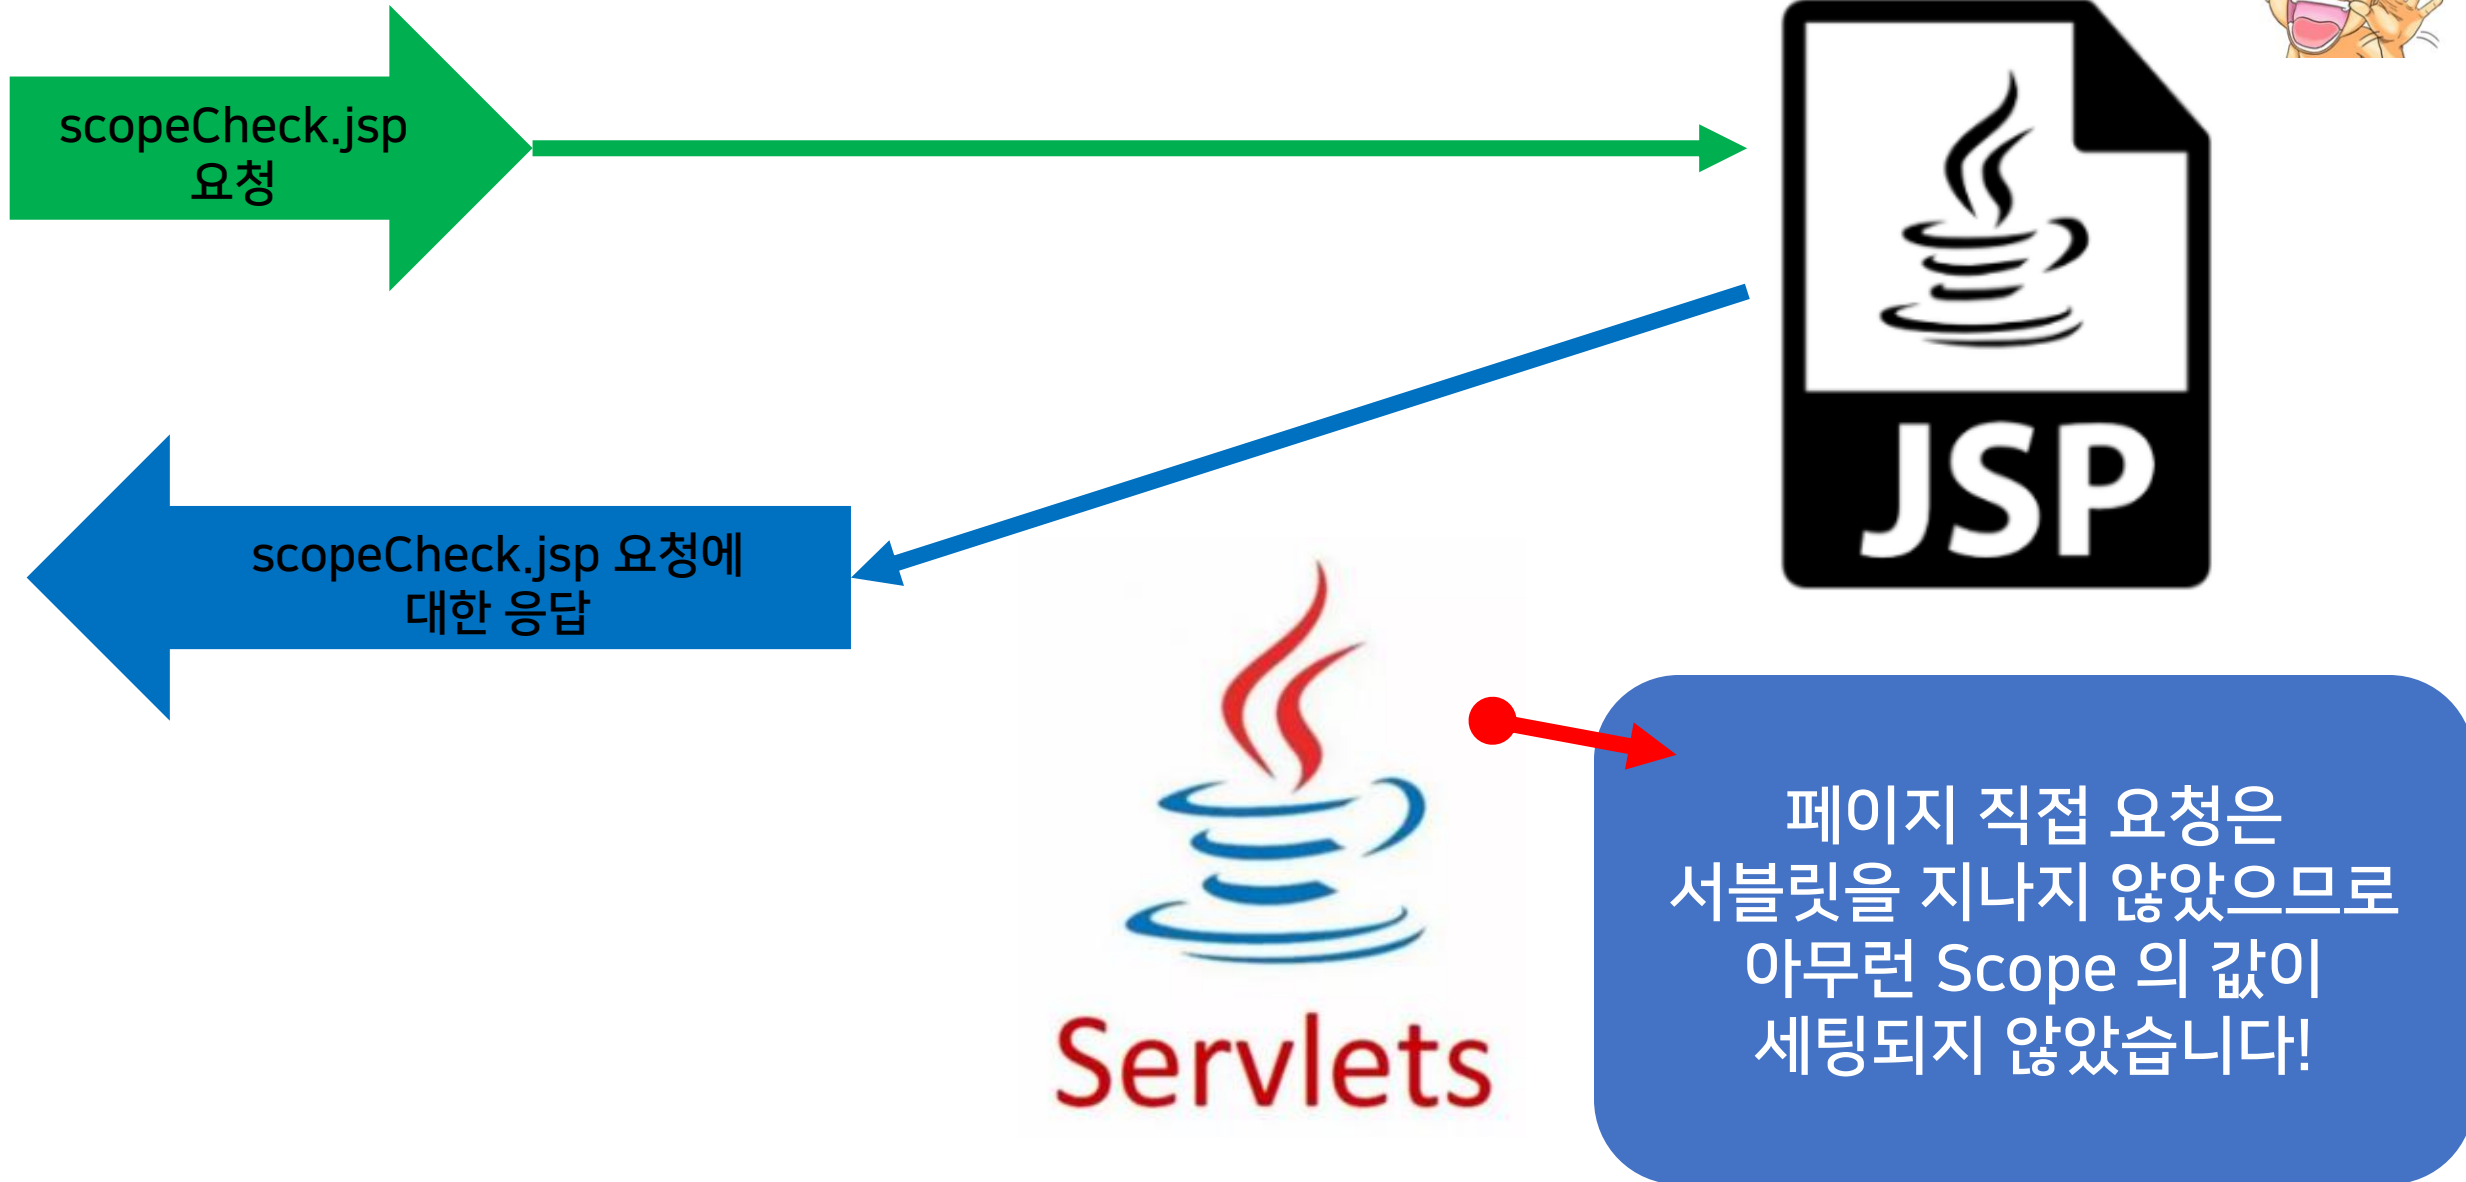 scopeCheck.jsp
요청
JSP
scopeCheck.jsp 요청에
대한 응답
Servlets
페이지 직접 요청은
서블릿을 지나지 않았으므로
아무런 Scope 의 값이
세팅되지 않았습니다!